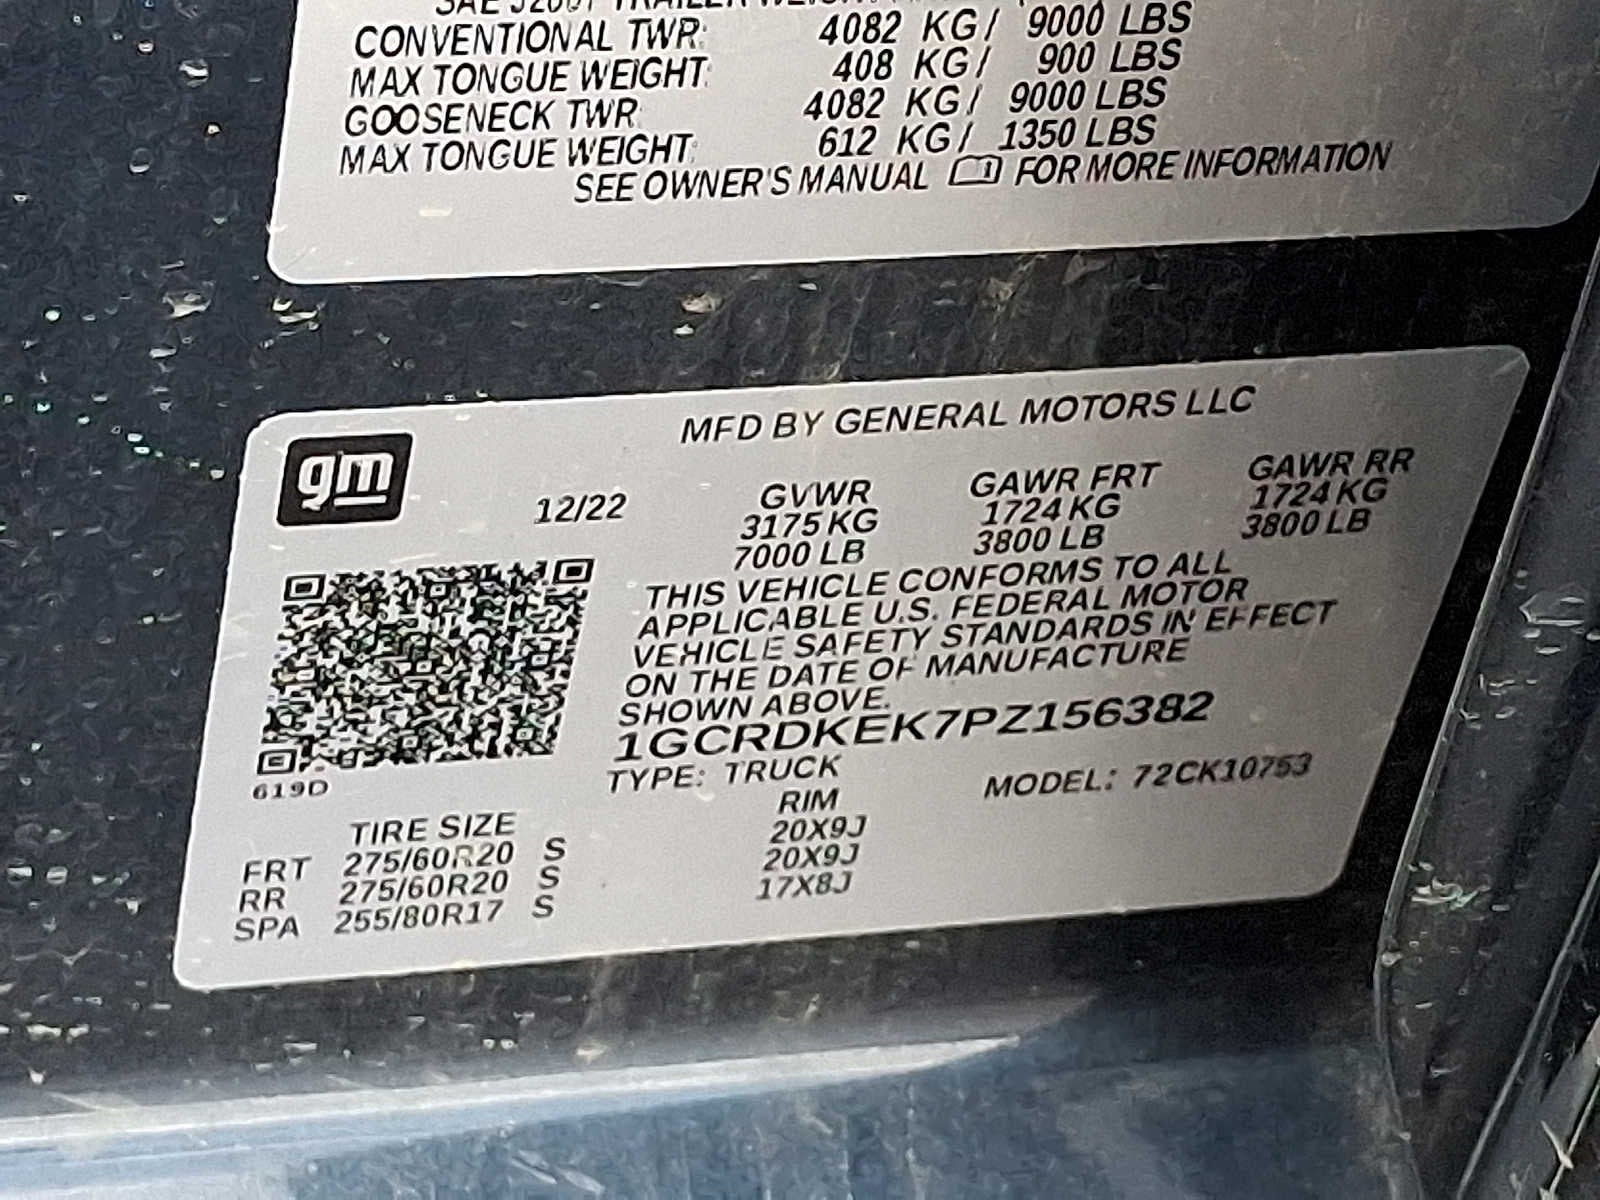 CONVENTIONAL TWR: 4082 KG/ 9000 LBS
MAX TONGUE WEIGHT: 408 KG/ 900 LBS
GOOSENECK TWR: 4082 KG/ 9000 LBS
MAX TONGUE WEIGHT: 612 KG/ 1350 LBS
SEE OWNER'S MANUAL FOR MORE INFORMATION
MFD BY GENERAL MOTORS LLC
gm
12/22
GVWR GAWR FRT GAWR RR
3175 KG 1724 KG 1724 KG
7000 LB 3800 LB 3800 LB
THIS VEHICLE CONFORMS TO ALL
APPLICABLE U.S. FEDERAL MOTOR
VEHICLE SAFETY STANDARDS IN EFFECT
ON THE DATE OF MANUFACTURE
SHOWN ABOVE.
1GCRDKEK7PZ156382
TYPE: TRUCK MODEL: 72CK10753
619D
TIRE SIZE RIM
FRT 275/60R20 S 20X9J
RR 275/60R20 S 20X9J
SPA 255/80R17 S 17X8J